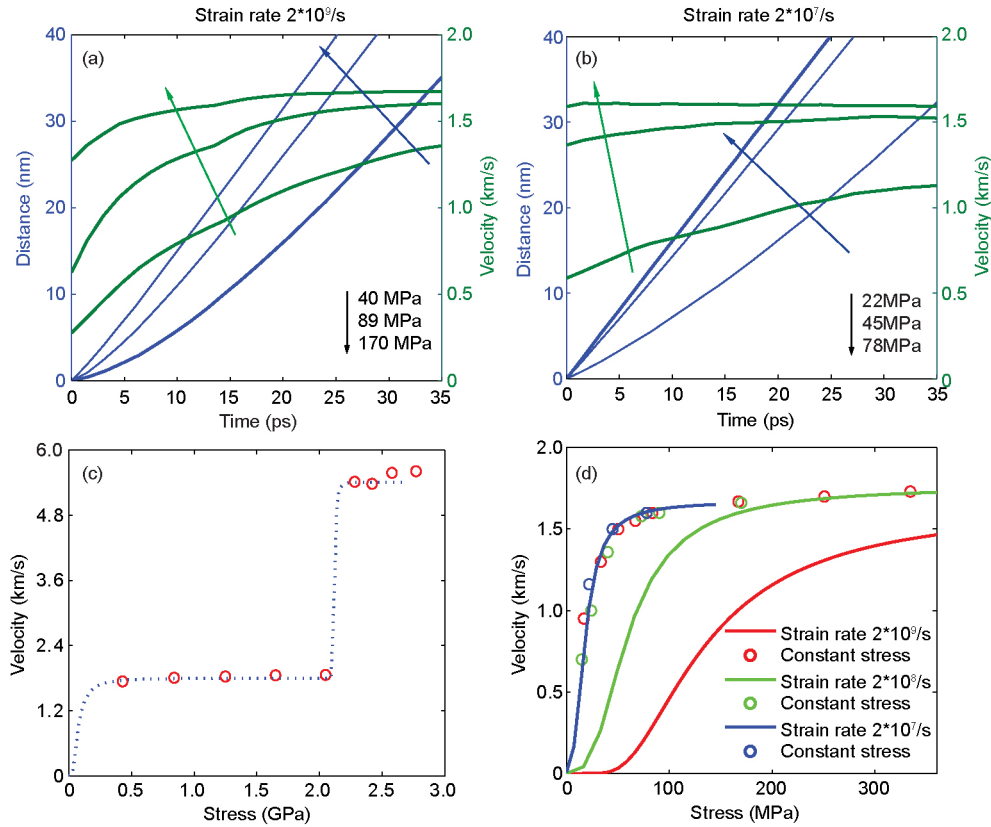 Strain rate 2*10⁹/s
(a)
40
30
20
10
0
Distance (nm)
2.0
1.5
1.0
0.5
0
Velocity (km/s)
40 MPa
89 MPa
170 MPa
0 5 10 15 20 25 30 35
Time (ps)
Strain rate 2*10⁷/s
(b)
40
30
20
10
0
Distance (nm)
2.0
1.5
1.0
0.5
0
Velocity (km/s)
22MPa
45MPa
78MPa
0 5 10 15 20 25 30 35
Time (ps)
(c)
6.0
4.8
3.6
2.4
1.2
0
Velocity (km/s)
0 0.5 1.0 1.5 2.0 2.5 3.0
Stress (GPa)
(d)
2.0
1.5
1.0
0.5
0
Velocity (km/s)
Strain rate 2*10⁹/s
Constant stress
Strain rate 2*10⁸/s
Constant stress
Strain rate 2*10⁷/s
Constant stress
0 100 200 300
Stress (MPa)